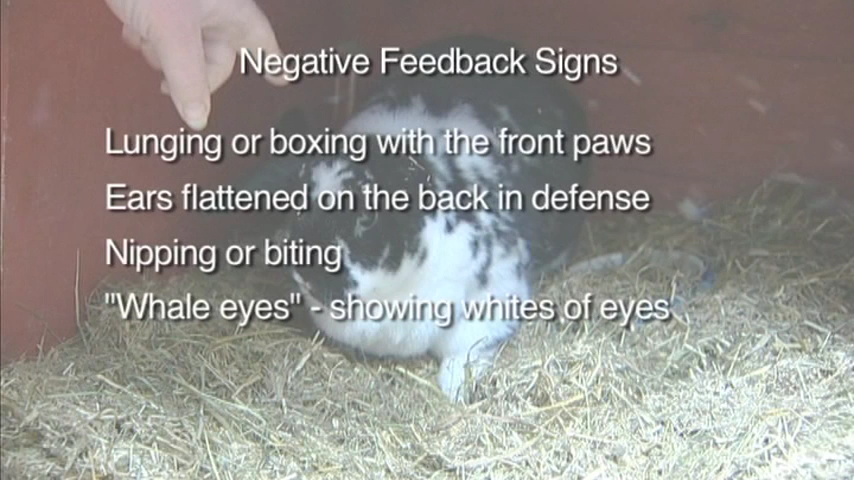 Negative Feedback Signs
Lunging or boxing with the front paws
Ears flattened on the back in defense
Nipping or biting
"Whale eyes" - showing whites of eyes